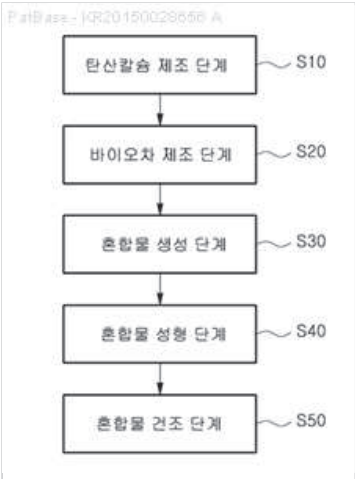 PatBase - KR20150028656 A
탄산칼슘 제조 단계 S10
바이오차 제조 단계 S20
혼합물 생성 단계 S30
혼합물 성형 단계 S40
혼합물 건조 단계 S50